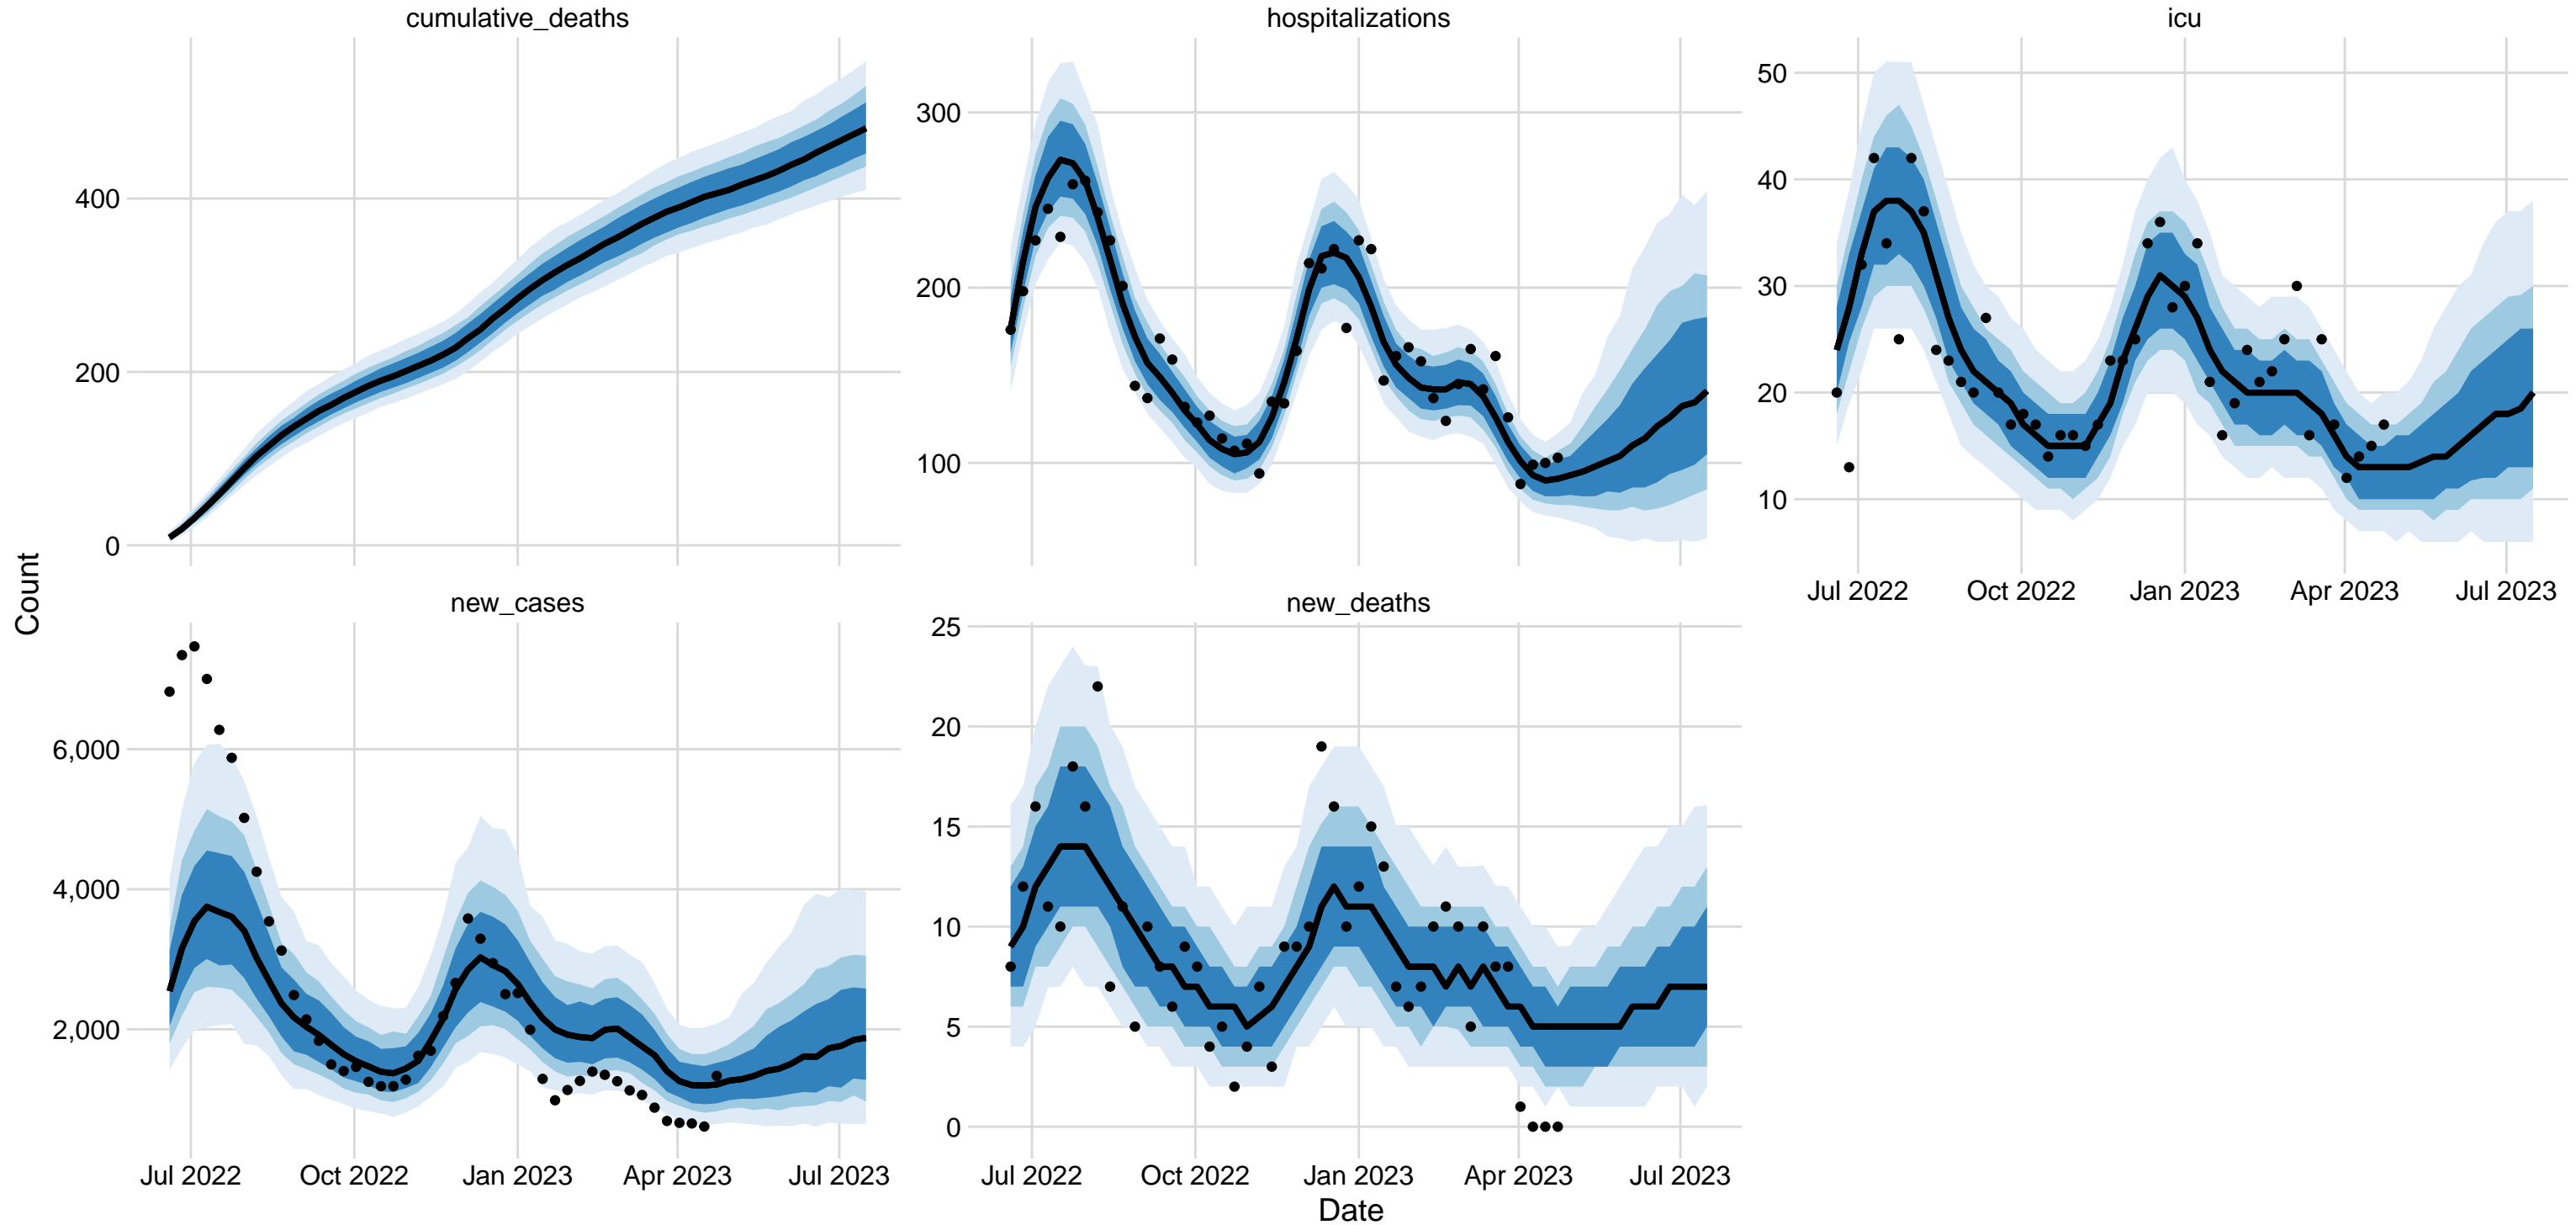 cumulative_deaths
hospitalizations
icu
400
200
0
300
200
100
50
40
30
20
10
Jul 2022 Oct 2022 Jan 2023 Apr 2023 Jul 2023
Count
new_cases
new_deaths
6,000
4,000
2,000
25
20
15
10
5
0
Jul 2022 Oct 2022 Jan 2023 Apr 2023 Jul 2023
Jul 2022 Oct 2022 Jan 2023 Apr 2023 Jul 2023
Date